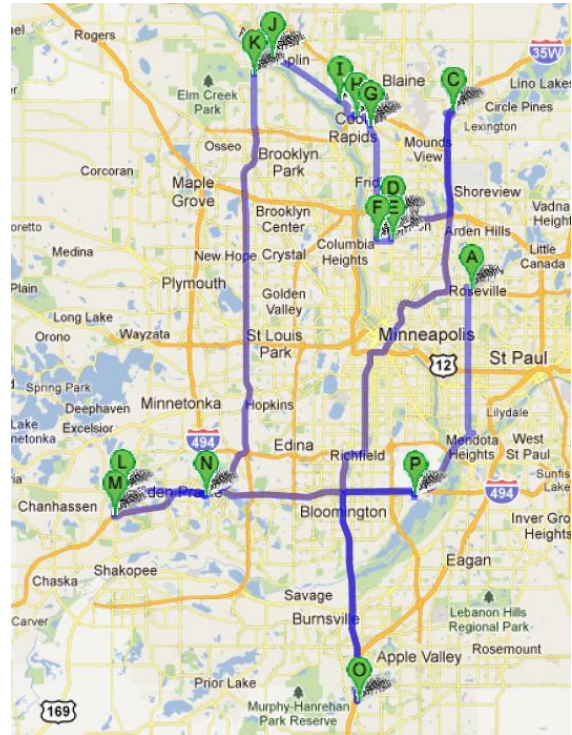 J
Rogers
K
35W
Lino Lakes
I
Blaine
C
Elm Creek
Park
H
G
Circle Pines
Lexington
Rapids
Osseo
Mounds
View
Corcoran
Brooklyn
Park
Maple
Grove
D
Shoreview
Brooklyn
Center
F
E
Vadna
Height
Arden Hills
Medina
Columbia
Heights
Little
Canada
New Hope
Crystal
A
Plain
Plymouth
Golden
Valley
Roseville
Long Lake
Orono
Wayzata
St Louis
Park
Minneapolis
12
St Paul
Spring Park
Minnetonka
Deephaven
Hopkins
Lilydale
Excelsior
494
Edina
Mendota
Heights
West
St Paul
L
N
Richfield
P
M
Sunfis
Lake
Chanhassen
494
Bloomington
Inver Gro
Heights
Shakopee
Eagan
Chaska
Savage
Carver
Burnsville
Lebanon Hills
Regional Park
Rosemount
O
Apple Valley
Prior Lake
169
Murphy-Hanrehan
Park Reserve